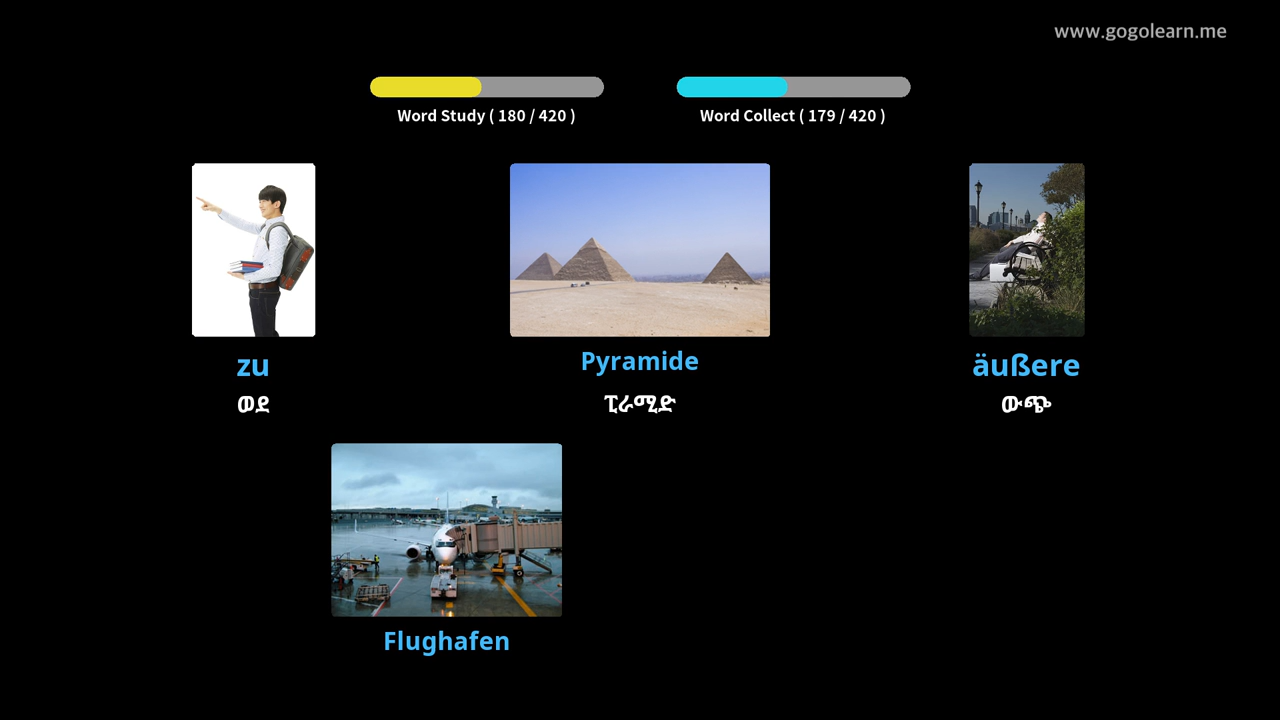 www.gogolearn.me
Word Study ( 180 / 420 )
Word Collect ( 179 / 420 )
zu
ወደ
Pyramide
ፒራሚድ
äußere
ውጭ
Flughafen